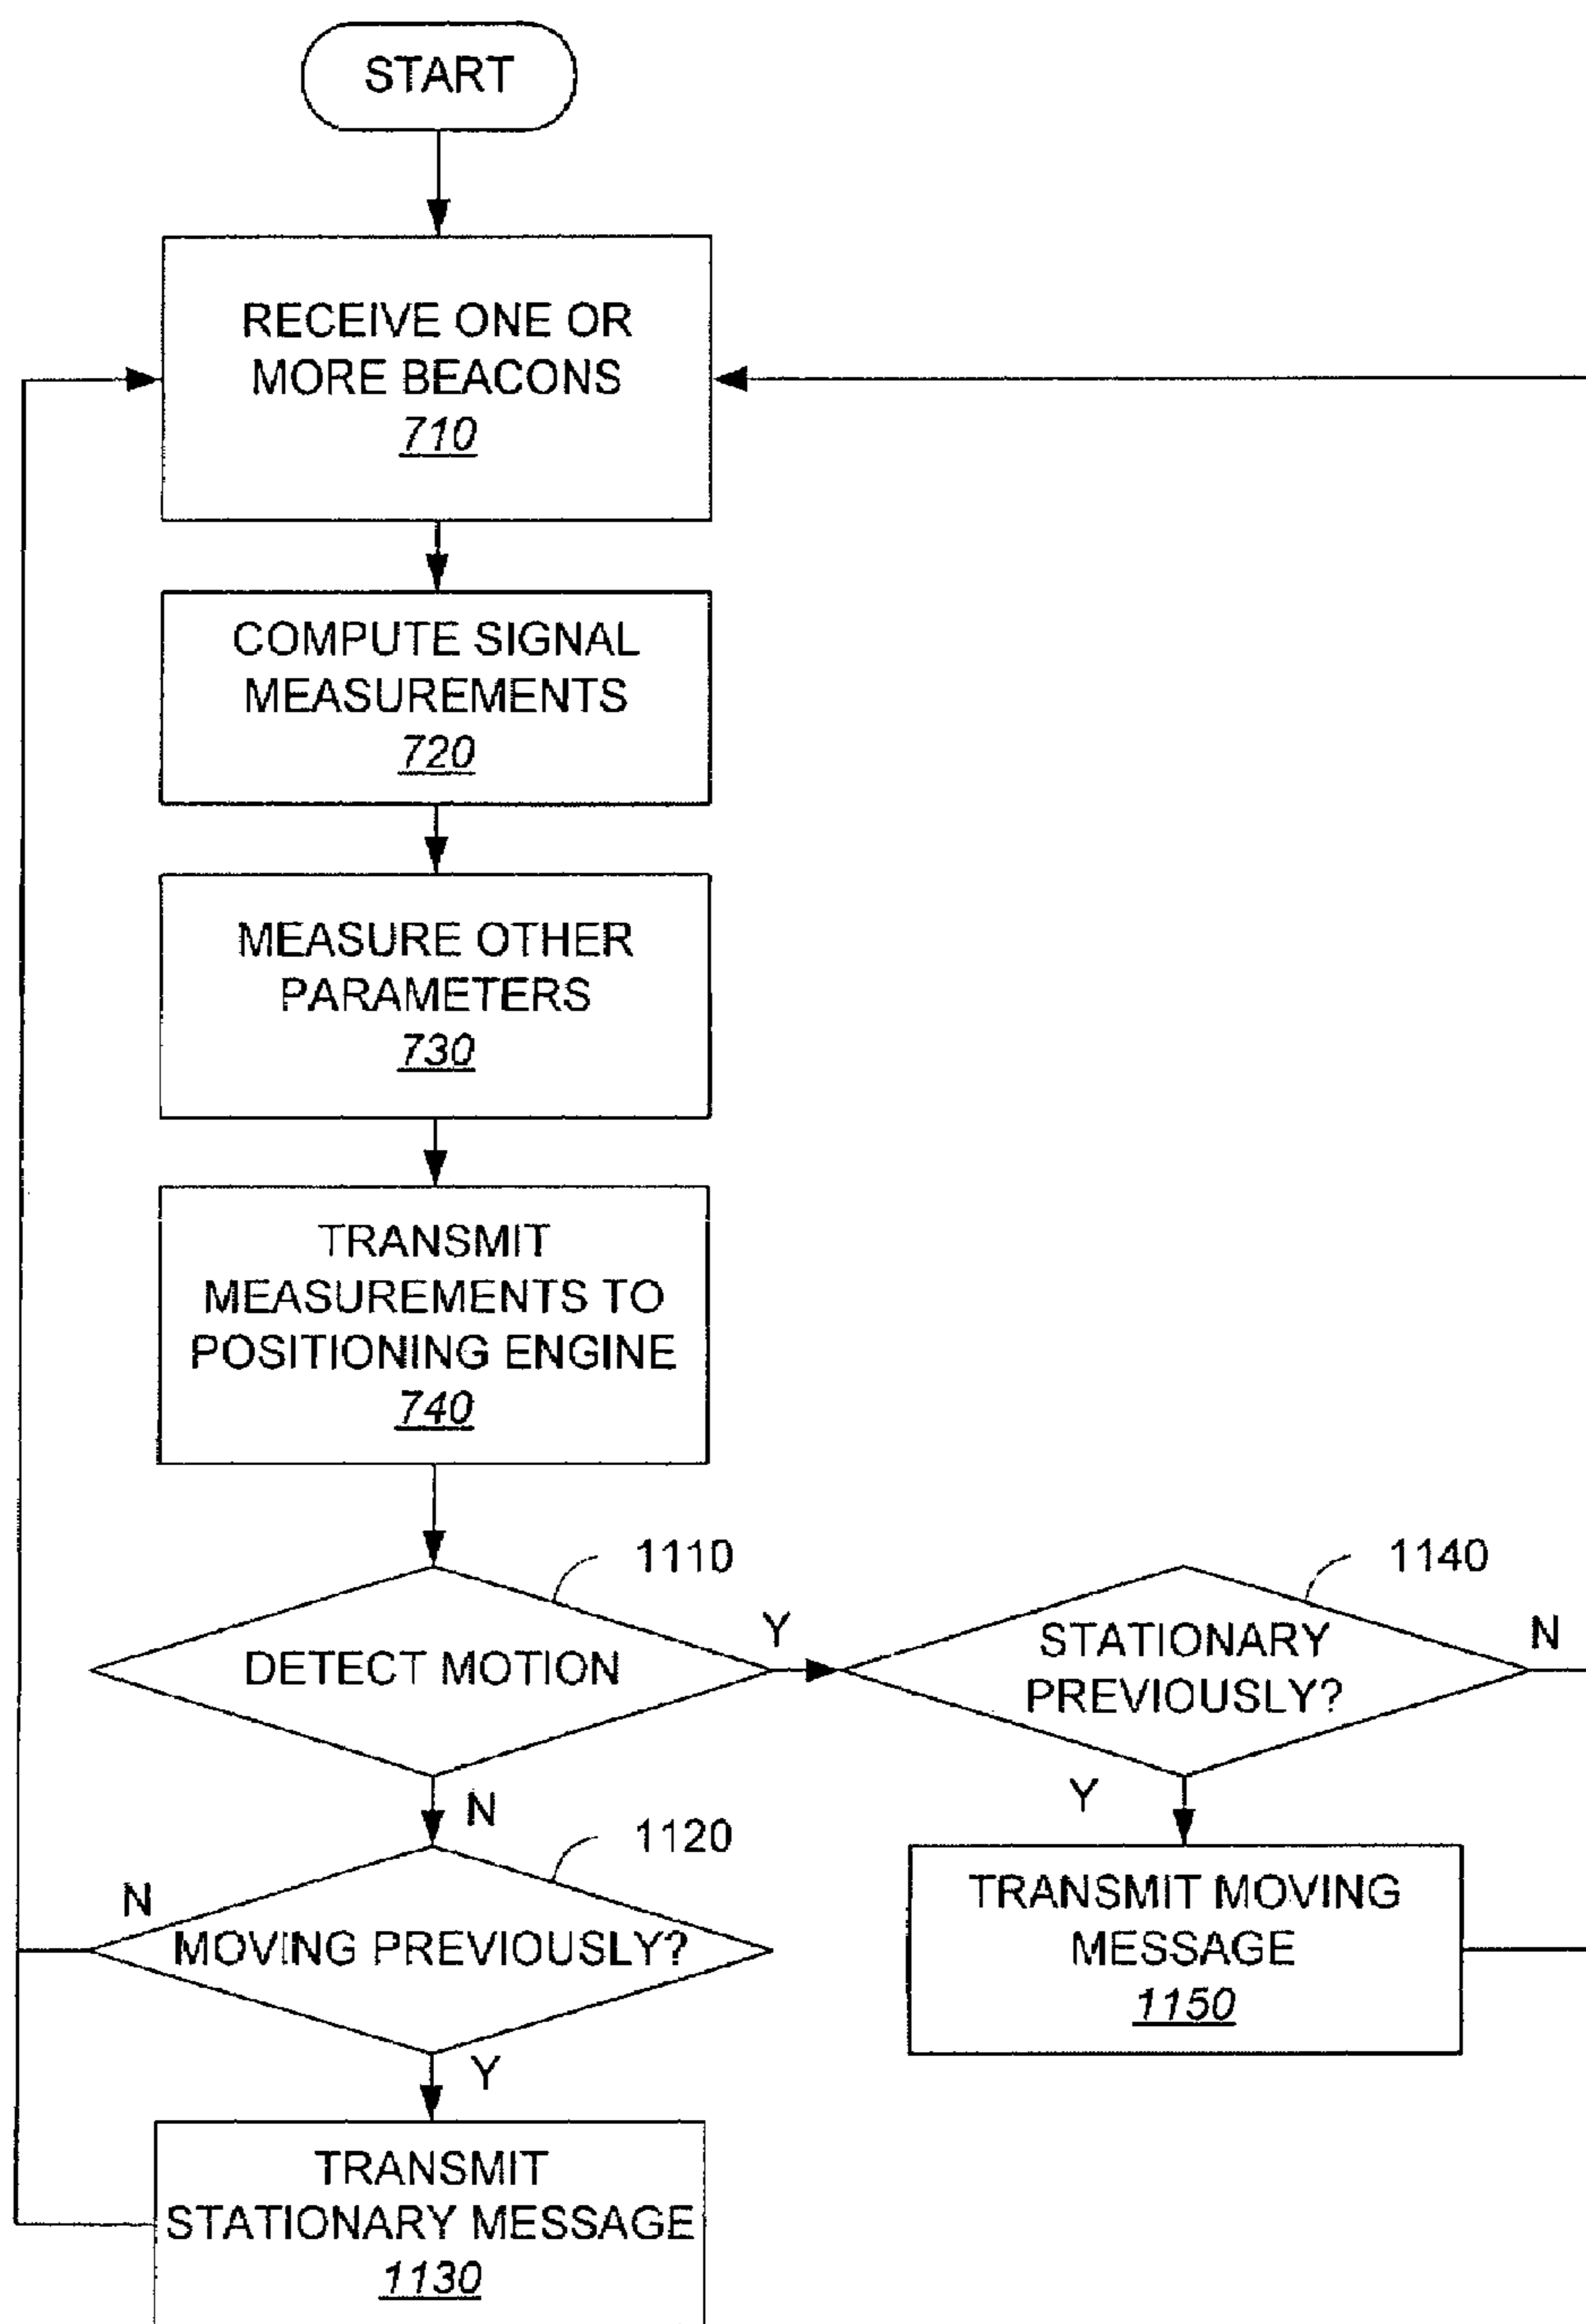 START
RECEIVE ONE OR
MORE BEACONS
710
COMPUTE SIGNAL
MEASUREMENTS
720
MEASURE OTHER
PARAMETERS
730
TRANSMIT
MEASUREMENTS TO
POSITIONING ENGINE
740
1110
DETECT MOTION
Y
N
1140
STATIONARY
PREVIOUSLY?
N
Y
1120
N
MOVING PREVIOUSLY?
Y
TRANSMIT MOVING
MESSAGE
1150
TRANSMIT
STATIONARY MESSAGE
1130